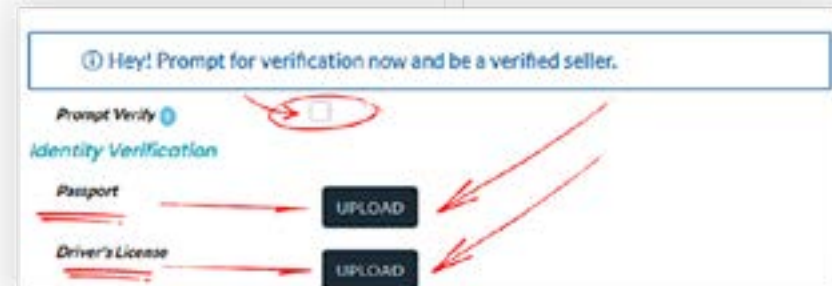 ⓘ Hey! Prompt for verification now and be a verified seller.
Prompt Verify
Identity Verification
Passport
UPLOAD
Driver's License
UPLOAD